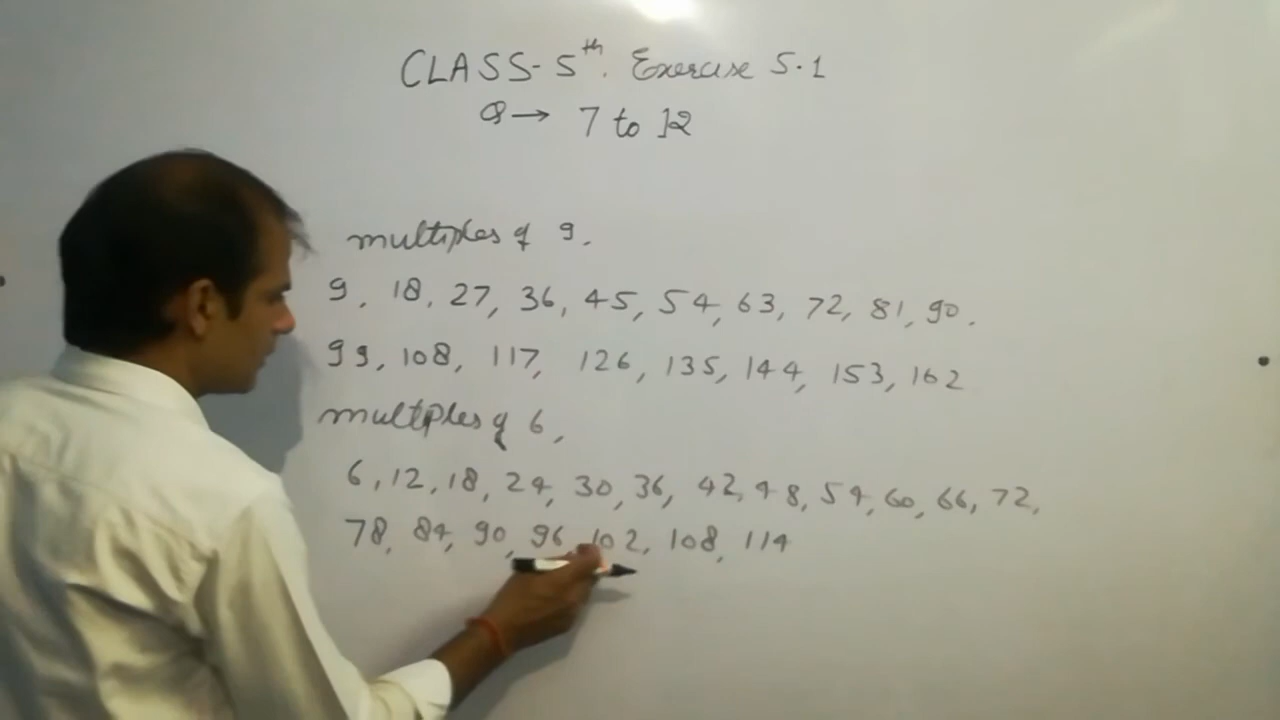 CLASS-5th. Exercise 5.1
Q→ 7 to 12
multiples of 9.
9, 18, 27, 36, 45, 54, 63, 72, 81, 90.
99, 108, 117, 126, 135, 144, 153, 162
multiples of 6,
6, 12, 18, 24, 30, 36, 42, 48, 54, 60, 66, 72,
78, 84, 90, 96, 102, 108, 114